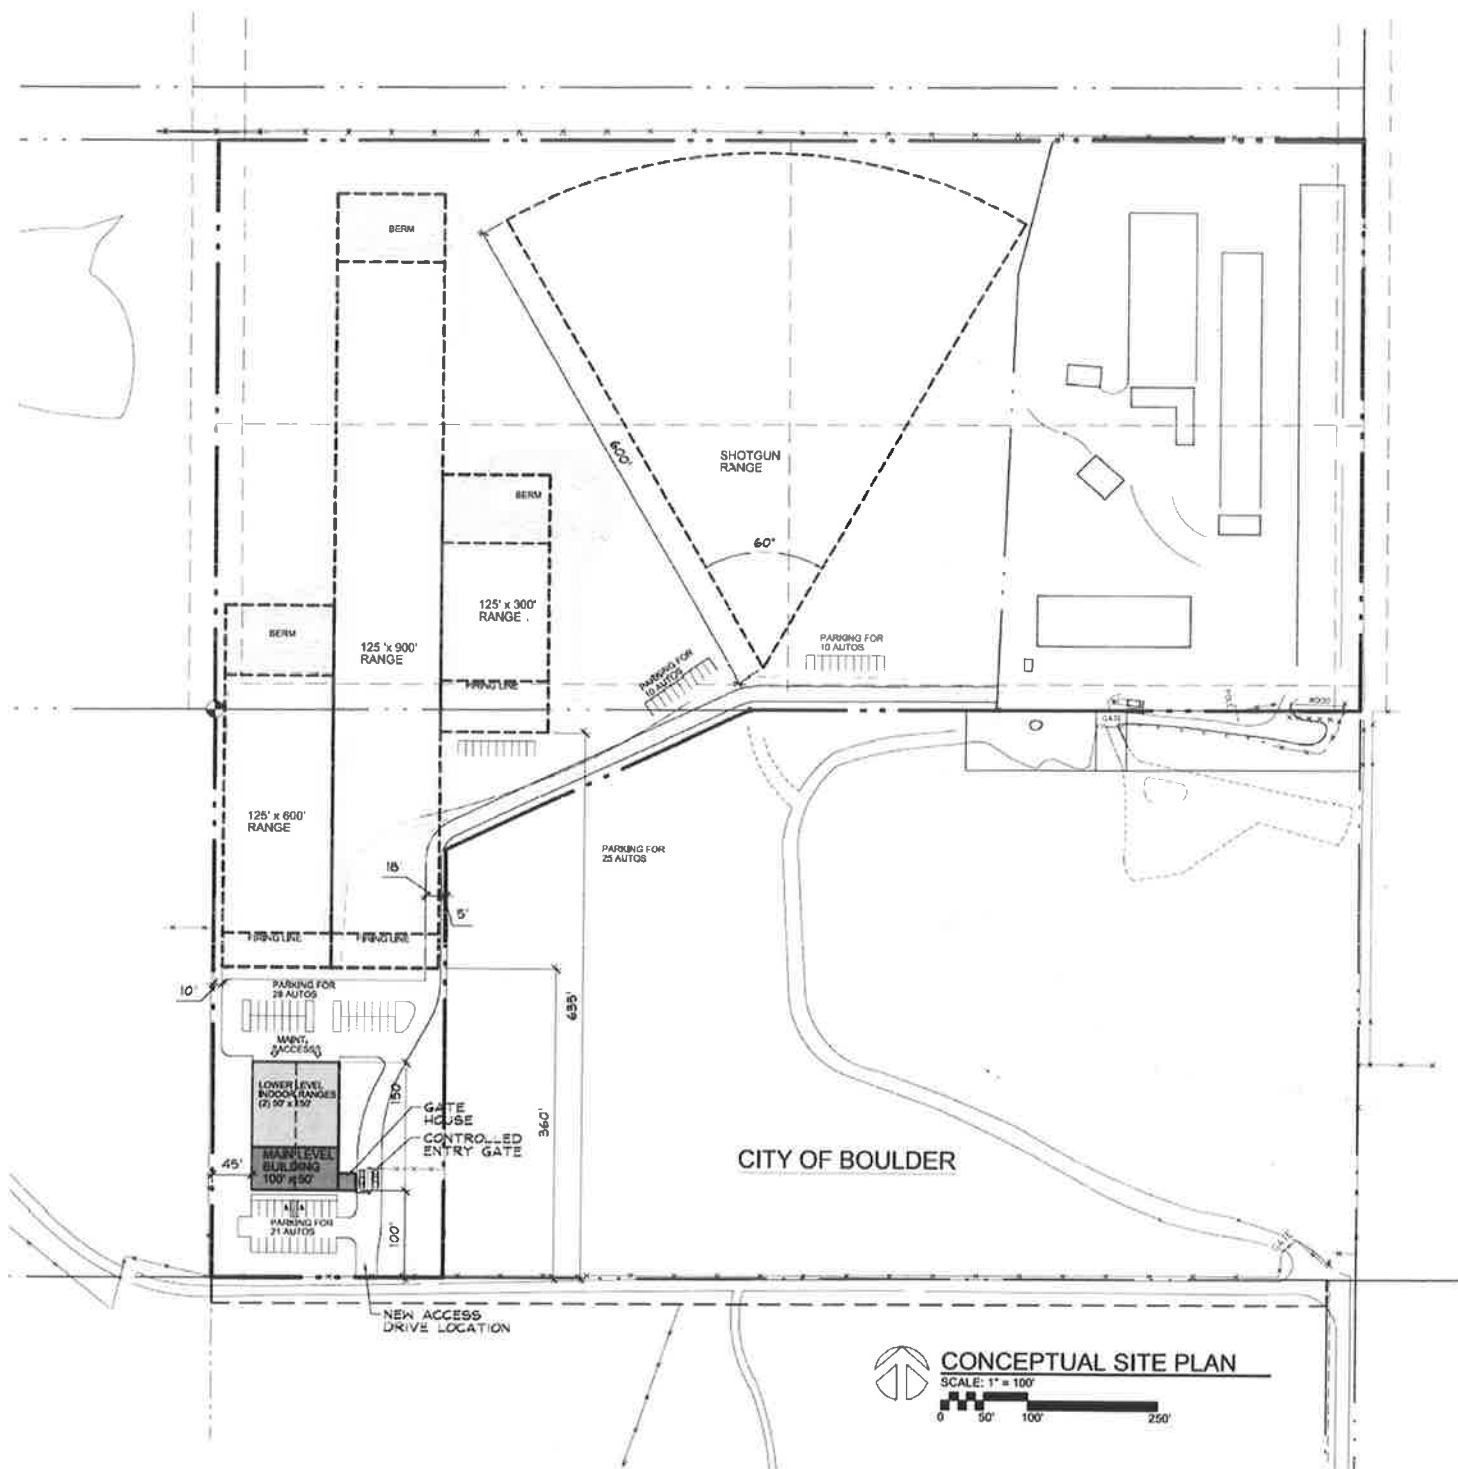 BERM
SHOTGUN
RANGE
600'
60°
BERM
125' x 300'
RANGE
FIRING LINE
BERM
125 'x 900'
RANGE
PARKING FOR
10 AUTOS
PARKING FOR
10 AUTOS
GATE
125' x 600'
RANGE
PARKING FOR
25 AUTOS
18'
5'
FIRING LINE
FIRING LINE
10'
PARKING FOR
28 AUTOS
635'
MAINT.
ACCESS
LOWER LEVEL
INDOOR RANGES
(2) 50' x 150'
150'
GATE
HOUSE
360'
CONTROLLED
ENTRY GATE
MAIN LEVEL
BUILDING
100' x 50'
45'
CITY OF BOULDER
PARKING FOR
21 AUTOS
100'
GATE
NEW ACCESS
DRIVE LOCATION
CONCEPTUAL SITE PLAN
SCALE: 1" = 100'
0 50' 100' 250'